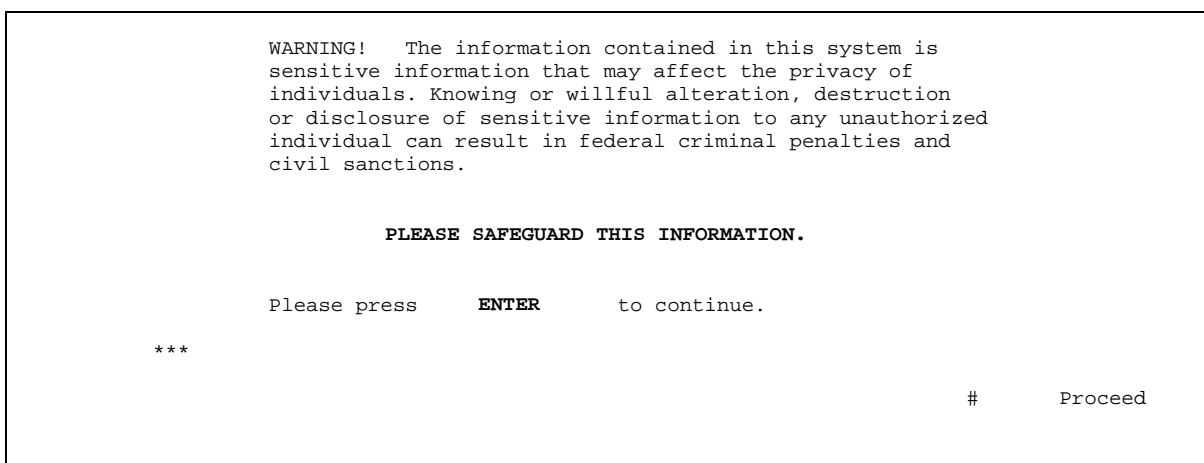 WARNING! The information contained in this system is
sensitive information that may affect the privacy of
individuals. Knowing or willful alteration, destruction
or disclosure of sensitive information to any unauthorized
individual can result in federal criminal penalties and
civil sanctions.
PLEASE SAFEGUARD THIS INFORMATION.
Please press ENTER to continue.
***
# Proceed